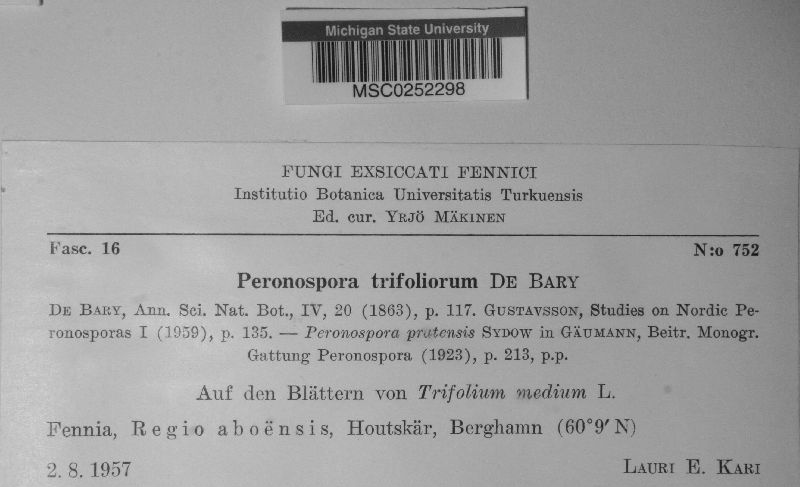 Michigan State University
MSC0252298
FUNGI EXSICCATI FENNICI
Institutio Botanica Universitatis Turkuensis
Ed. cur. YRJÖ MÄKINEN
Fasc. 16 N:o 752
Peronospora trifoliorum DE BARY
DE BARY, Ann. Sci. Nat. Bot., IV, 20 (1863), p. 117. GUSTAVSSON, Studies on Nordic Pe-
ronosporas I (1959), p. 135. — Peronospora pratensis SYDOW in GÄUMANN, Beitr. Monogr.
Gattung Peronospora (1923), p. 213, p.p.
Auf den Blättern von Trifolium medium L.
Fennia, Regio aboënsis, Houtskär, Berghamn (60°9′ N)
2. 8. 1957 LAURI E. KARI